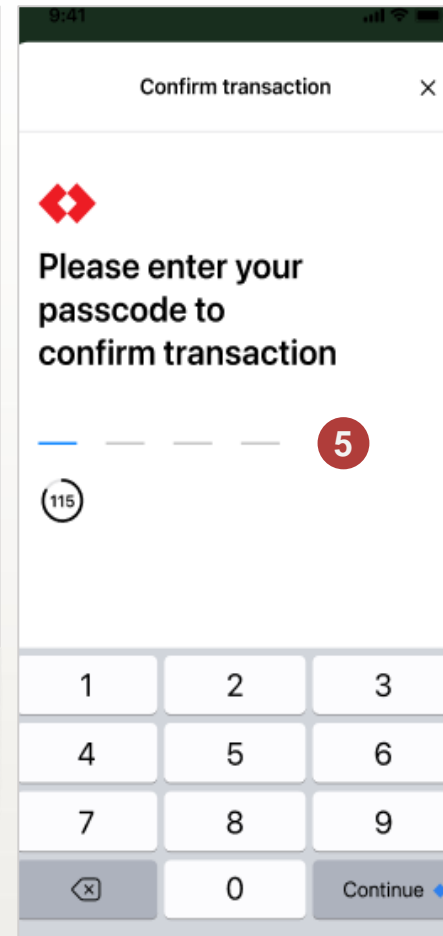 9:41
Confirm transaction
Please enter your
passcode to
confirm transaction
5
115
1 2 3
4 5 6
7 8 9
0 Continue